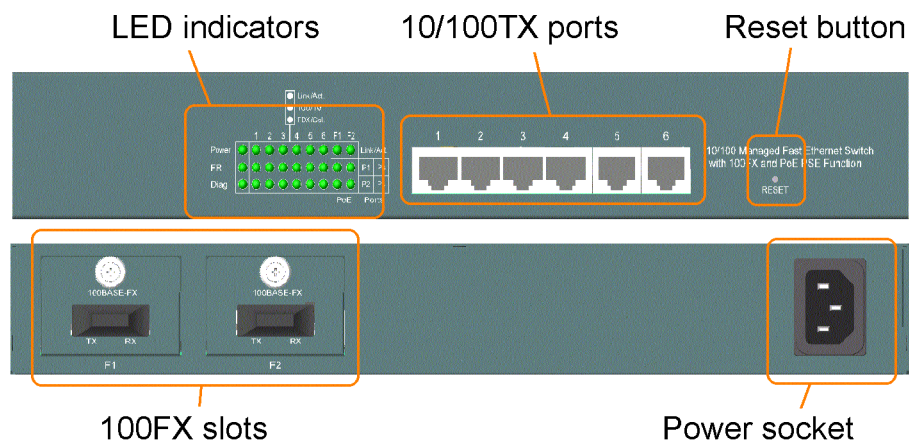 LED indicators
10/100TX ports
Reset button
Link/Act.
100/10
FDX/Col.
1 2 3 4 5 6 F1 F2
Power
Link/Act.
FR
P1
Diag
P2
PoE Ports
1 2 3 4 5 6
10/100 Managed Fast Ethernet Switch
with 100FX and PoE PSE Function
RESET
100BASE-FX
100BASE-FX
TX RX
TX RX
F1
F2
100FX slots
Power socket